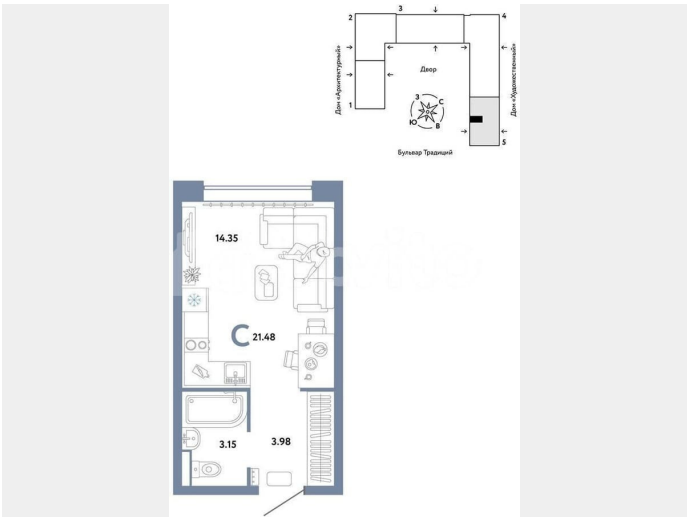 3
2
4
Двор
Дом «Архитектурный»
Дом «Художественный»
З
С
Ю
В
1
5
Бульвар Традиций
14.35
С 21.48
3.15
3.98